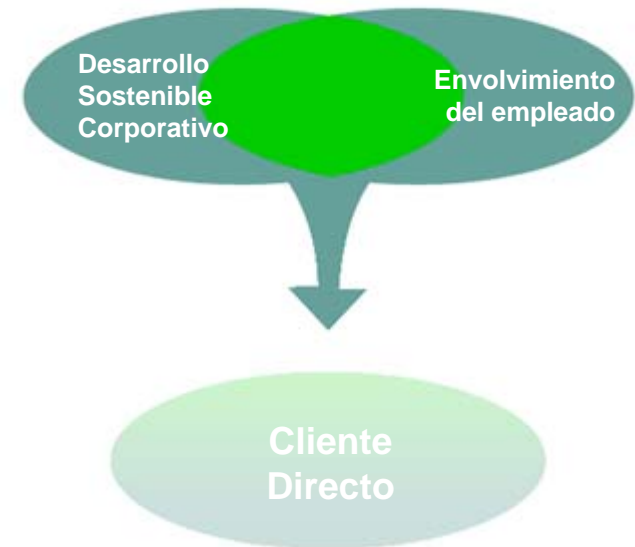 Desarrollo
Sostenible
Corporativo
Envolvimiento
del empleado
Cliente
Directo